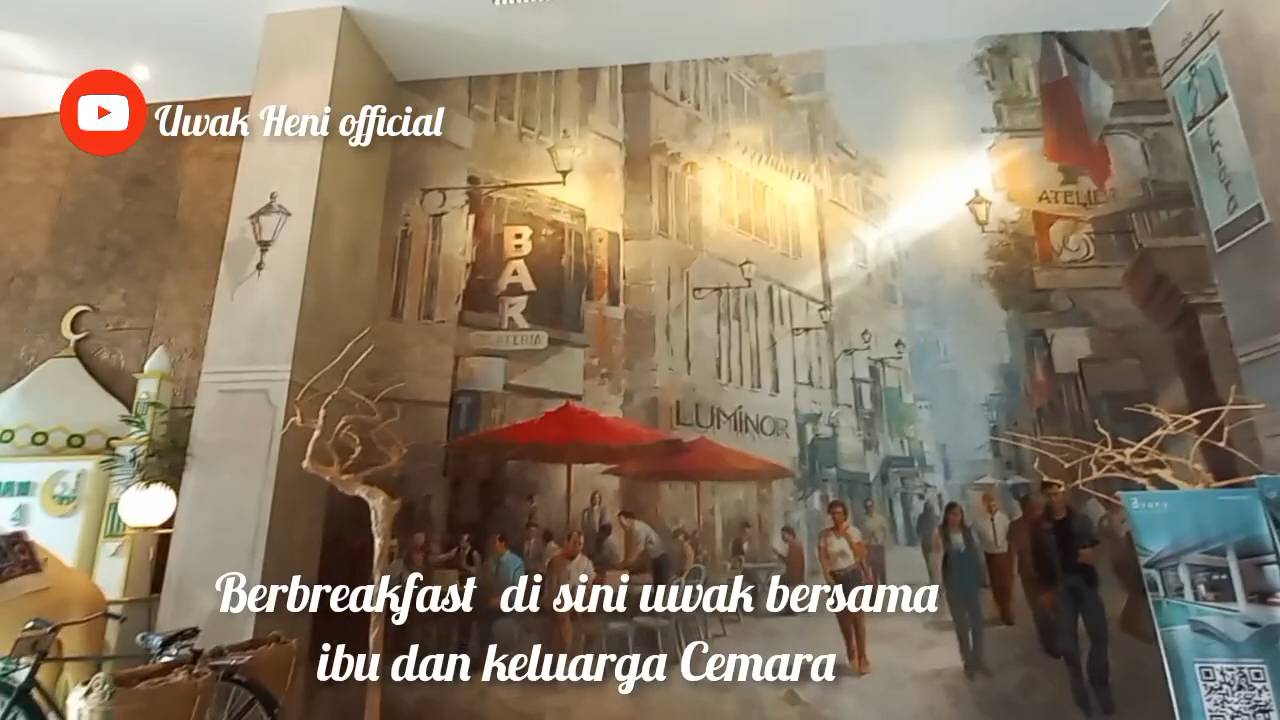 Uwak Heni official
BAR
ATELIER
LUMINOR
Berbreakfast di sini uwak bersama
ibu dan keluarga Cemara